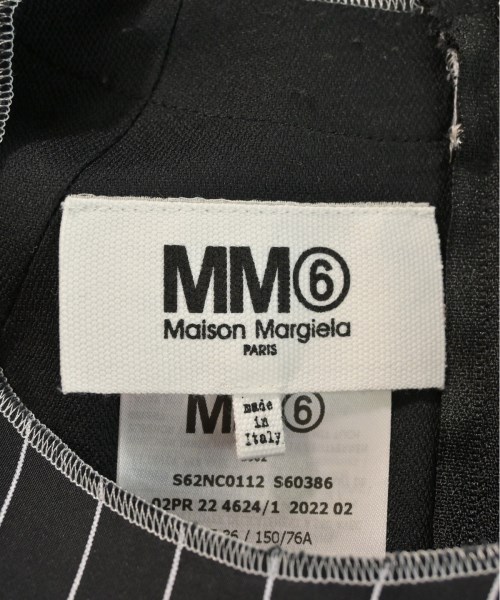 MM⑥
Maison Margiela
PARIS
MM⑥
made
in
Italy
S62NC0112 S60386
02PR 22 4624/1 2022 02
/ 150/76A